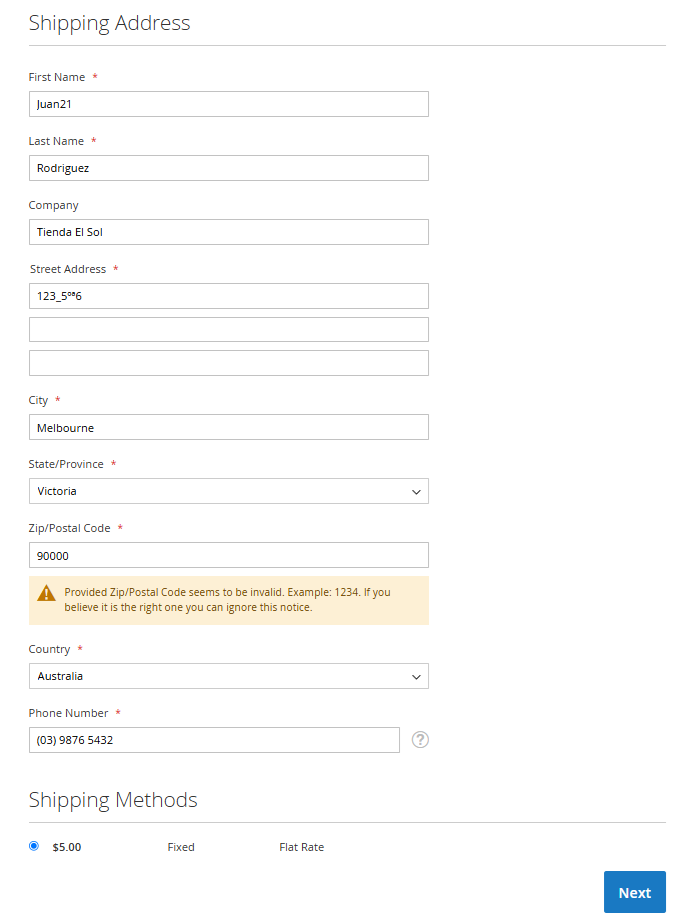 Shipping Address
First Name *
Juan21
Last Name *
Rodriguez
Company
Tienda El Sol
Street Address *
123_5ºª6
City *
Melbourne
State/Province *
Victoria
Zip/Postal Code *
90000
Provided Zip/Postal Code seems to be invalid. Example: 1234. If you
believe it is the right one you can ignore this notice.
Country *
Australia
Phone Number *
(03) 9876 5432
?
Shipping Methods
$5.00 Fixed Flat Rate
Next